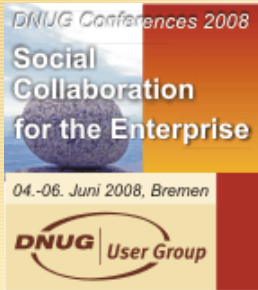 DNUG Conferences 2008
Social
Collaboration
for the Enterprise
04.-06. Juni 2008, Bremen
DNUG User Group